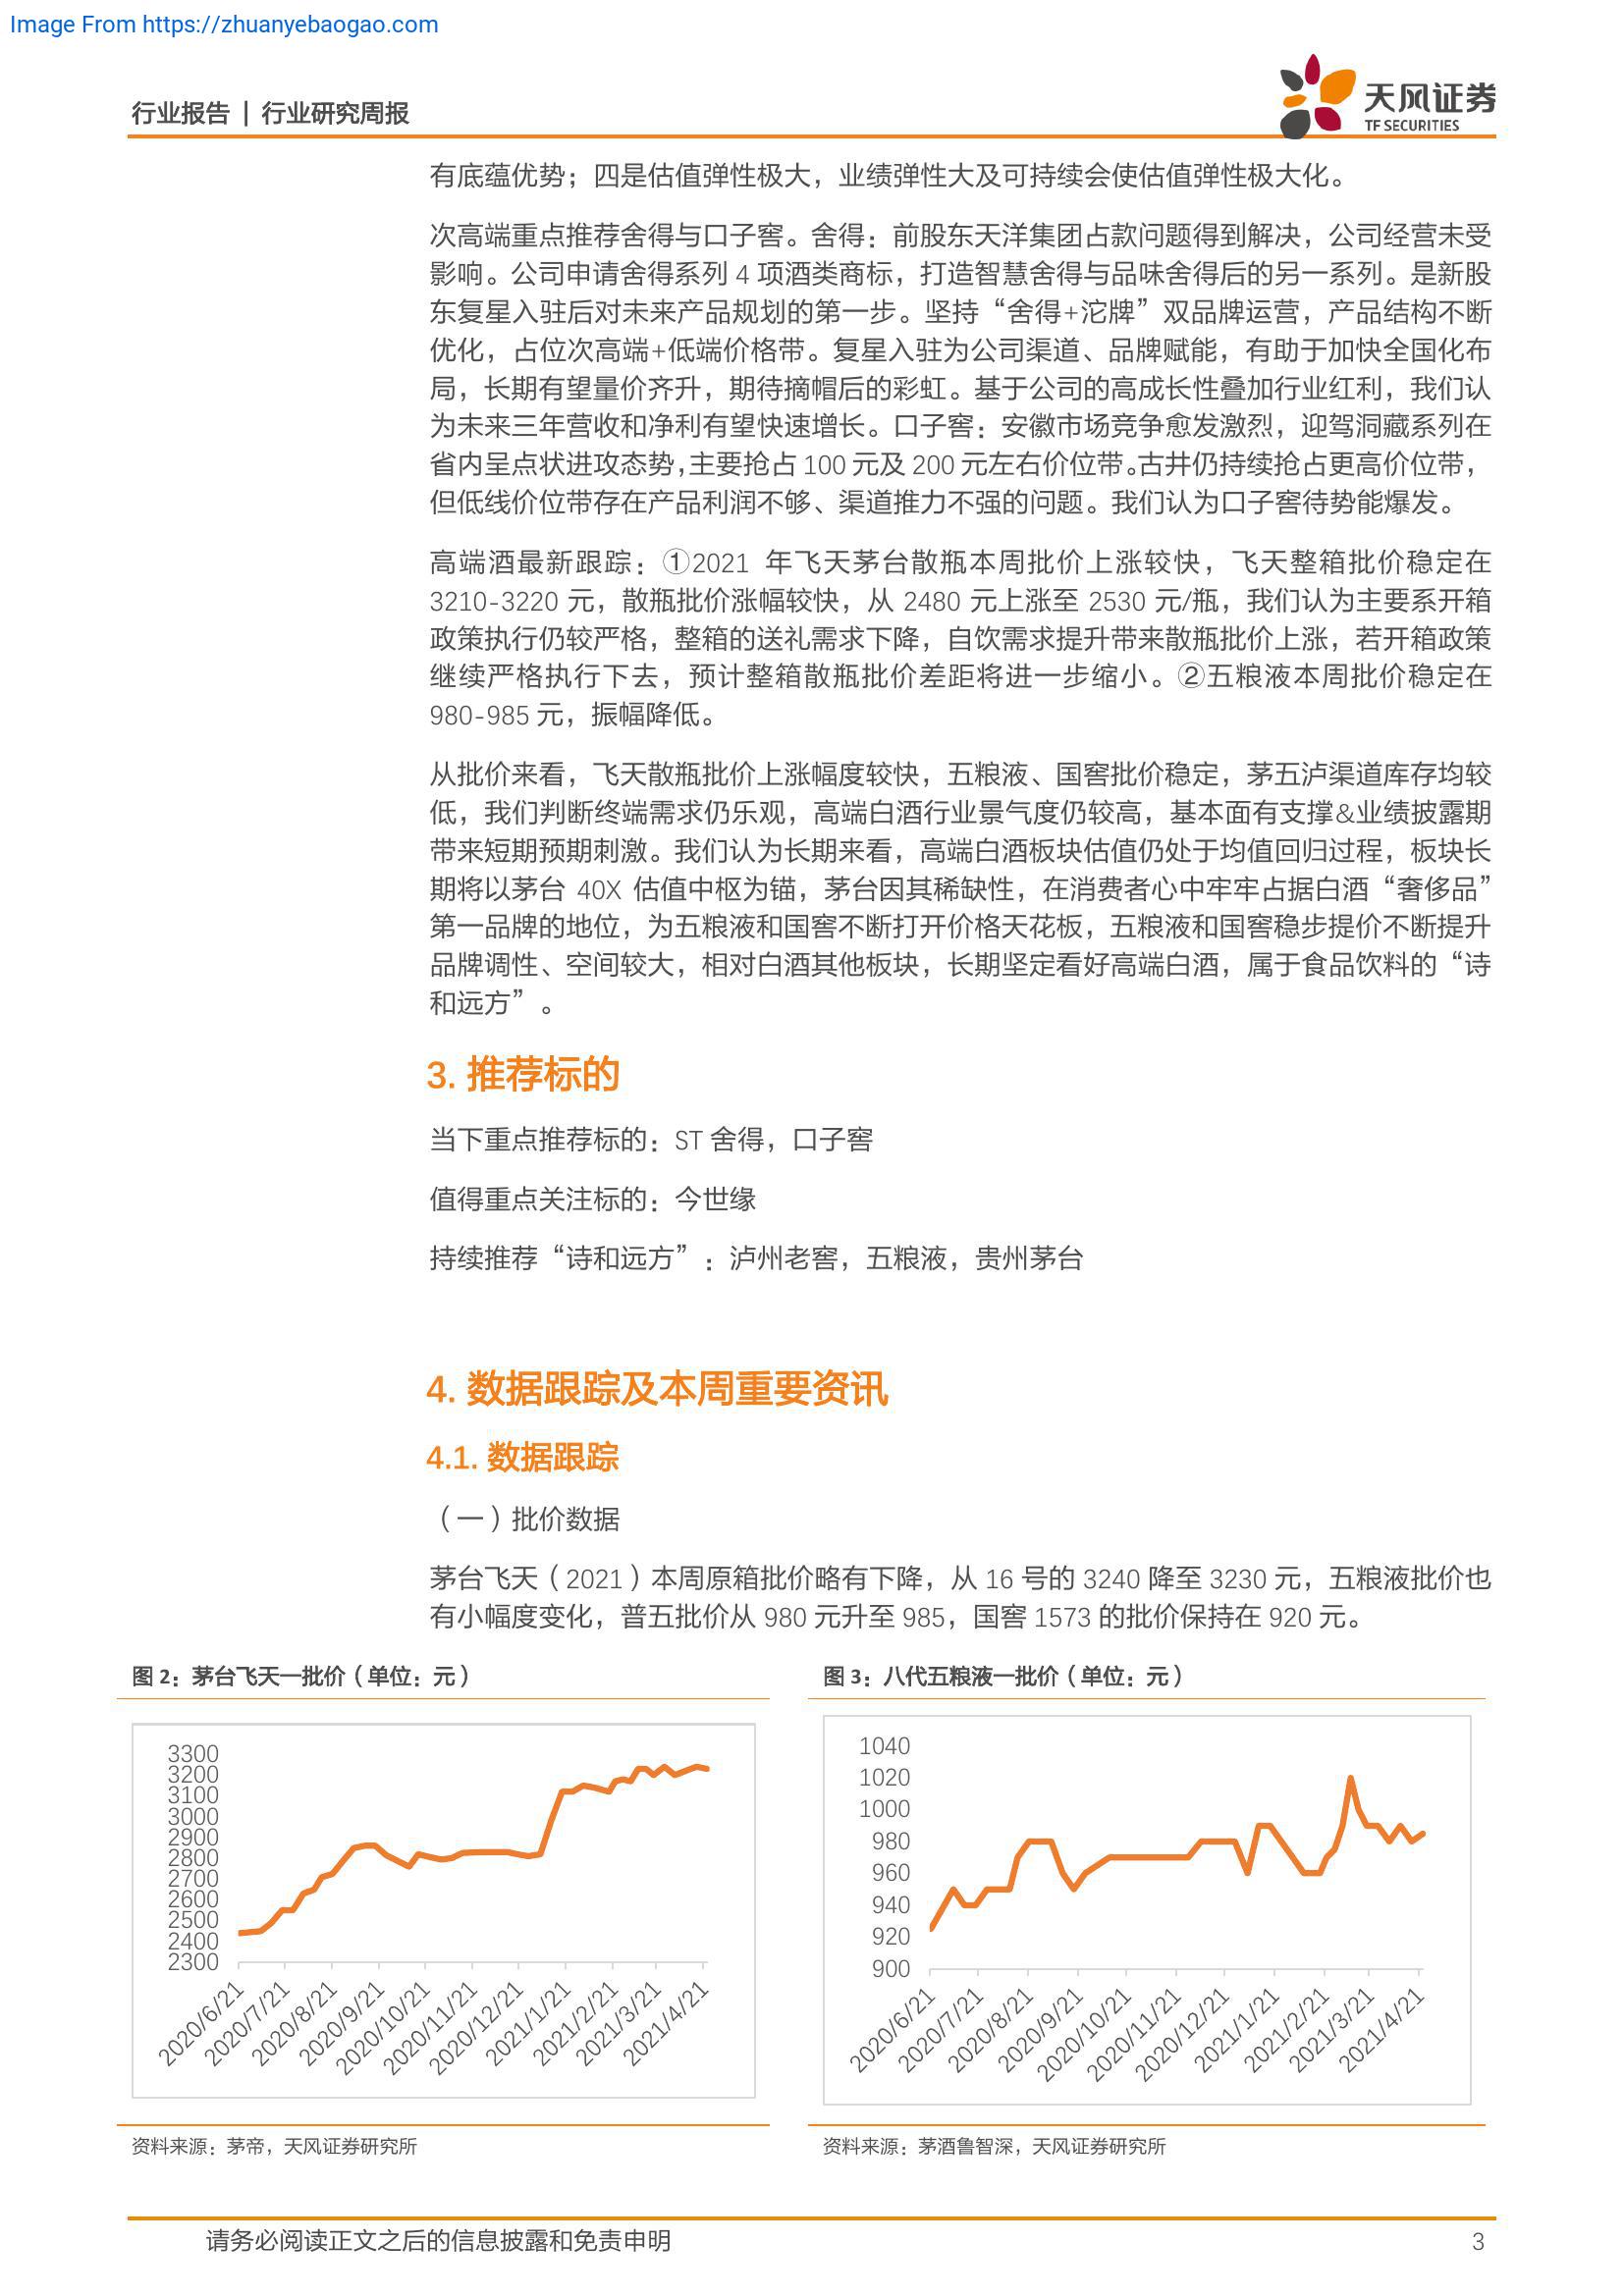 Image From https://zhuanyebaogao.com
行业报告 | 行业研究周报
天风证券
TF SECURITIES
有底蕴优势；四是估值弹性极大，业绩弹性大及可持续会使估值弹性极大化。
次高端重点推荐舍得与口子窖。舍得：前股东天洋集团占款问题得到解决，公司经营未受
影响。公司申请舍得系列 4 项酒类商标，打造智慧舍得与品味舍得后的另一系列。是新股
东复星入驻后对未来产品规划的第一步。坚持“舍得+沱牌”双品牌运营，产品结构不断
优化，占位次高端+低端价格带。复星入驻为公司渠道、品牌赋能，有助于加快全国化布
局，长期有望量价齐升，期待摘帽后的彩虹。基于公司的高成长性叠加行业红利，我们认
为未来三年营收和净利有望快速增长。口子窖：安徽市场竞争愈发激烈，迎驾洞藏系列在
省内呈点状进攻态势，主要抢占 100 元及 200 元左右价位带。古井仍持续抢占更高价位带，
但低线价位带存在产品利润不够、渠道推力不强的问题。我们认为口子窖待势能爆发。
高端酒最新跟踪：①2021 年飞天茅台散瓶本周批价上涨较快，飞天整箱批价稳定在
3210-3220 元，散瓶批价涨幅较快，从 2480 元上涨至 2530 元/瓶，我们认为主要系开箱
政策执行仍较严格，整箱的送礼需求下降，自饮需求提升带来散瓶批价上涨，若开箱政策
继续严格执行下去，预计整箱散瓶批价差距将进一步缩小。②五粮液本周批价稳定在
980-985 元，振幅降低。
从批价来看，飞天散瓶批价上涨幅度较快，五粮液、国窖批价稳定，茅五泸渠道库存均较
低，我们判断终端需求仍乐观，高端白酒行业景气度仍较高，基本面有支撑&业绩披露期
带来短期预期刺激。我们认为长期来看，高端白酒板块估值仍处于均值回归过程，板块长
期将以茅台 40X 估值中枢为锚，茅台因其稀缺性，在消费者心中牢牢占据白酒“奢侈品”
第一品牌的地位，为五粮液和国窖不断打开价格天花板，五粮液和国窖稳步提价不断提升
品牌调性、空间较大，相对白酒其他板块，长期坚定看好高端白酒，属于食品饮料的“诗
和远方”。
3. 推荐标的
当下重点推荐标的：ST 舍得，口子窖
值得重点关注标的：今世缘
持续推荐“诗和远方”：泸州老窖，五粮液，贵州茅台
4. 数据跟踪及本周重要资讯
4.1. 数据跟踪
（一）批价数据
茅台飞天（2021）本周原箱批价略有下降，从 16 号的 3240 降至 3230 元，五粮液批价也
有小幅度变化，普五批价从 980 元升至 985，国窖 1573 的批价保持在 920 元。
图 2：茅台飞天一批价（单位：元）
3300
3200
3100
3000
2900
2800
2700
2600
2500
2400
2300
2020/6/21
2020/7/21
2020/8/21
2020/9/21
2020/10/21
2020/11/21
2020/12/21
2021/1/21
2021/2/21
2021/3/21
2021/4/21
资料来源：茅帝，天风证券研究所
图 3：八代五粮液一批价（单位：元）
1040
1020
1000
980
960
940
920
900
2020/6/21
2020/7/21
2020/8/21
2020/9/21
2020/10/21
2020/11/21
2020/12/21
2021/1/21
2021/2/21
2021/3/21
2021/4/21
资料来源：茅酒鲁智深，天风证券研究所
请务必阅读正文之后的信息披露和免责申明
3